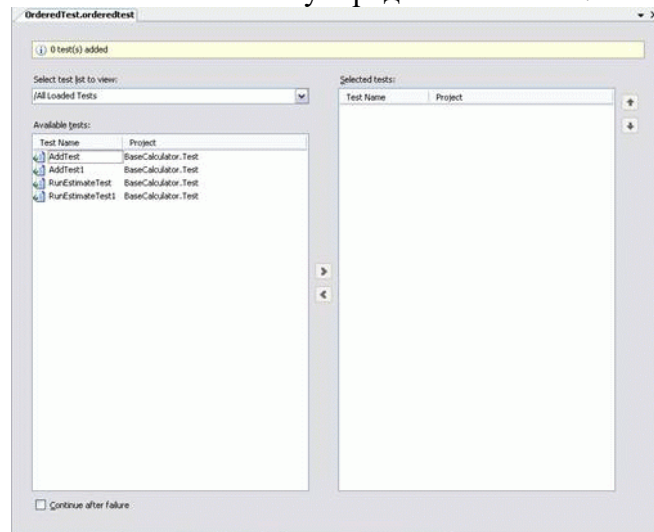 OrderedTest.orderedtest
0 test(s) added
Select test list to view:
/All Loaded Tests
Available tests:
Test Name Project
AddTest BaseCalculator.Test
AddTest1 BaseCalculator.Test
RunEstimateTest BaseCalculator.Test
RunEstimateTest1 BaseCalculator.Test
Selected tests:
Test Name Project
Continue after failure